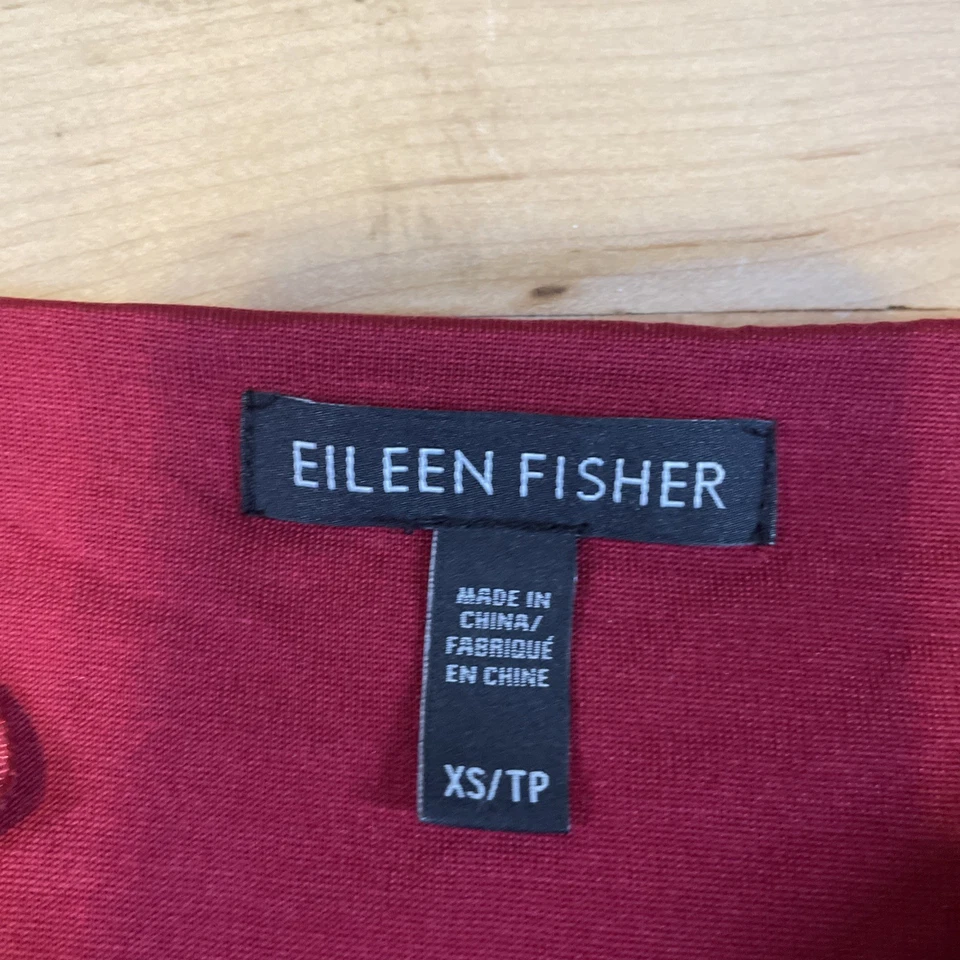 EILEEN FISHER
MADE IN
CHINA/
FABRIQUÉ
EN CHINE
XS/TP